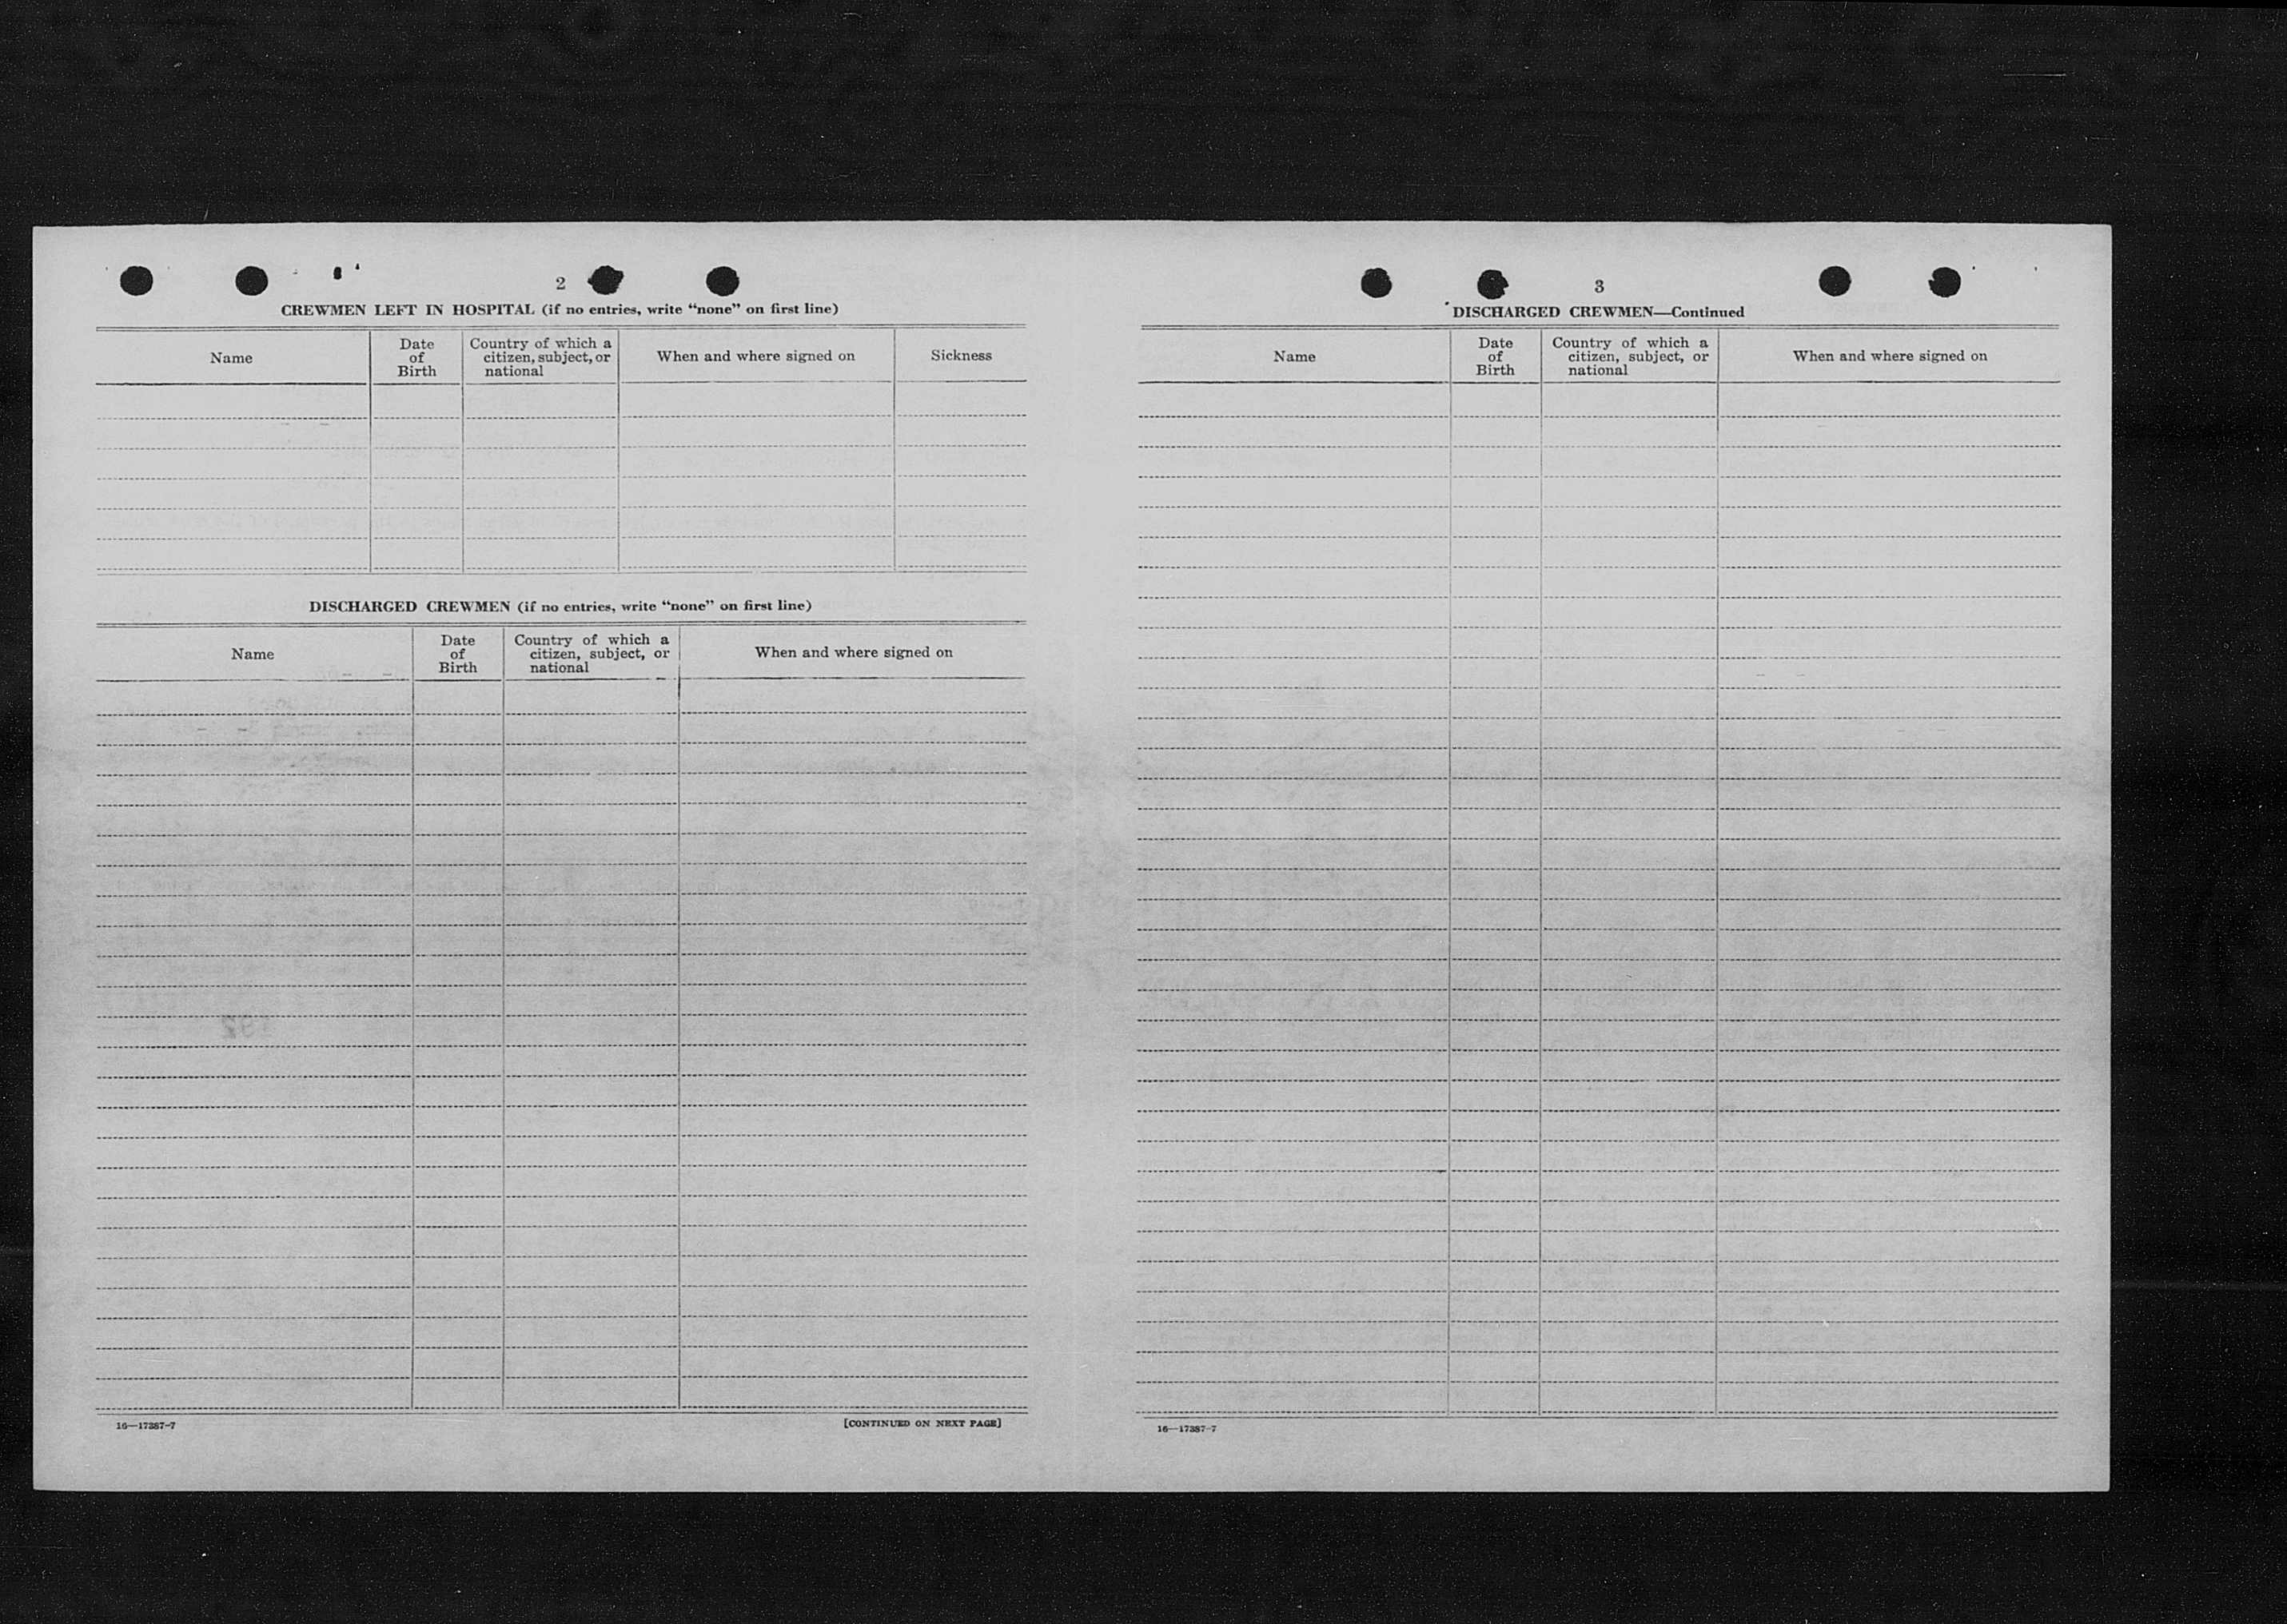 2
CREWMEN LEFT IN HOSPITAL (if no entries, write “none” on first line)
Name
Date
of
Birth
Country of which a
citizen, subject, or
national
When and where signed on
Sickness
DISCHARGED CREWMEN (if no entries, write “none” on first line)
Name
Date
of
Birth
Country of which a
citizen, subject, or
national
When and where signed on
16—17387-7
[CONTINUED ON NEXT PAGE]
3
DISCHARGED CREWMEN—Continued
Name
Date
of
Birth
Country of which a
citizen, subject, or
national
When and where signed on
16—17387-7